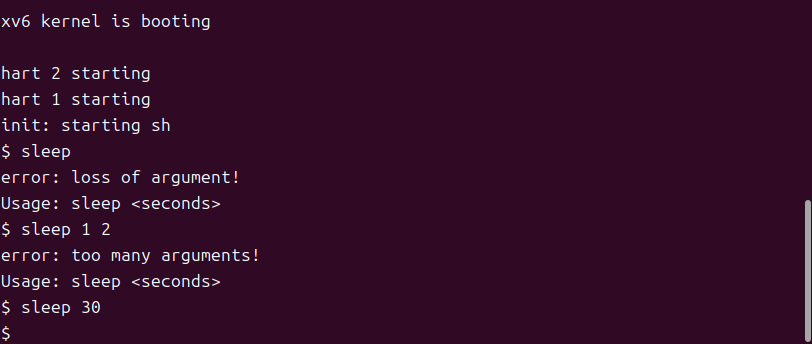 xv6 kernel is booting
hart 2 starting
hart 1 starting
init: starting sh
$ sleep
error: loss of argument!
Usage: sleep <seconds>
$ sleep 1 2
error: too many arguments!
Usage: sleep <seconds>
$ sleep 30
$